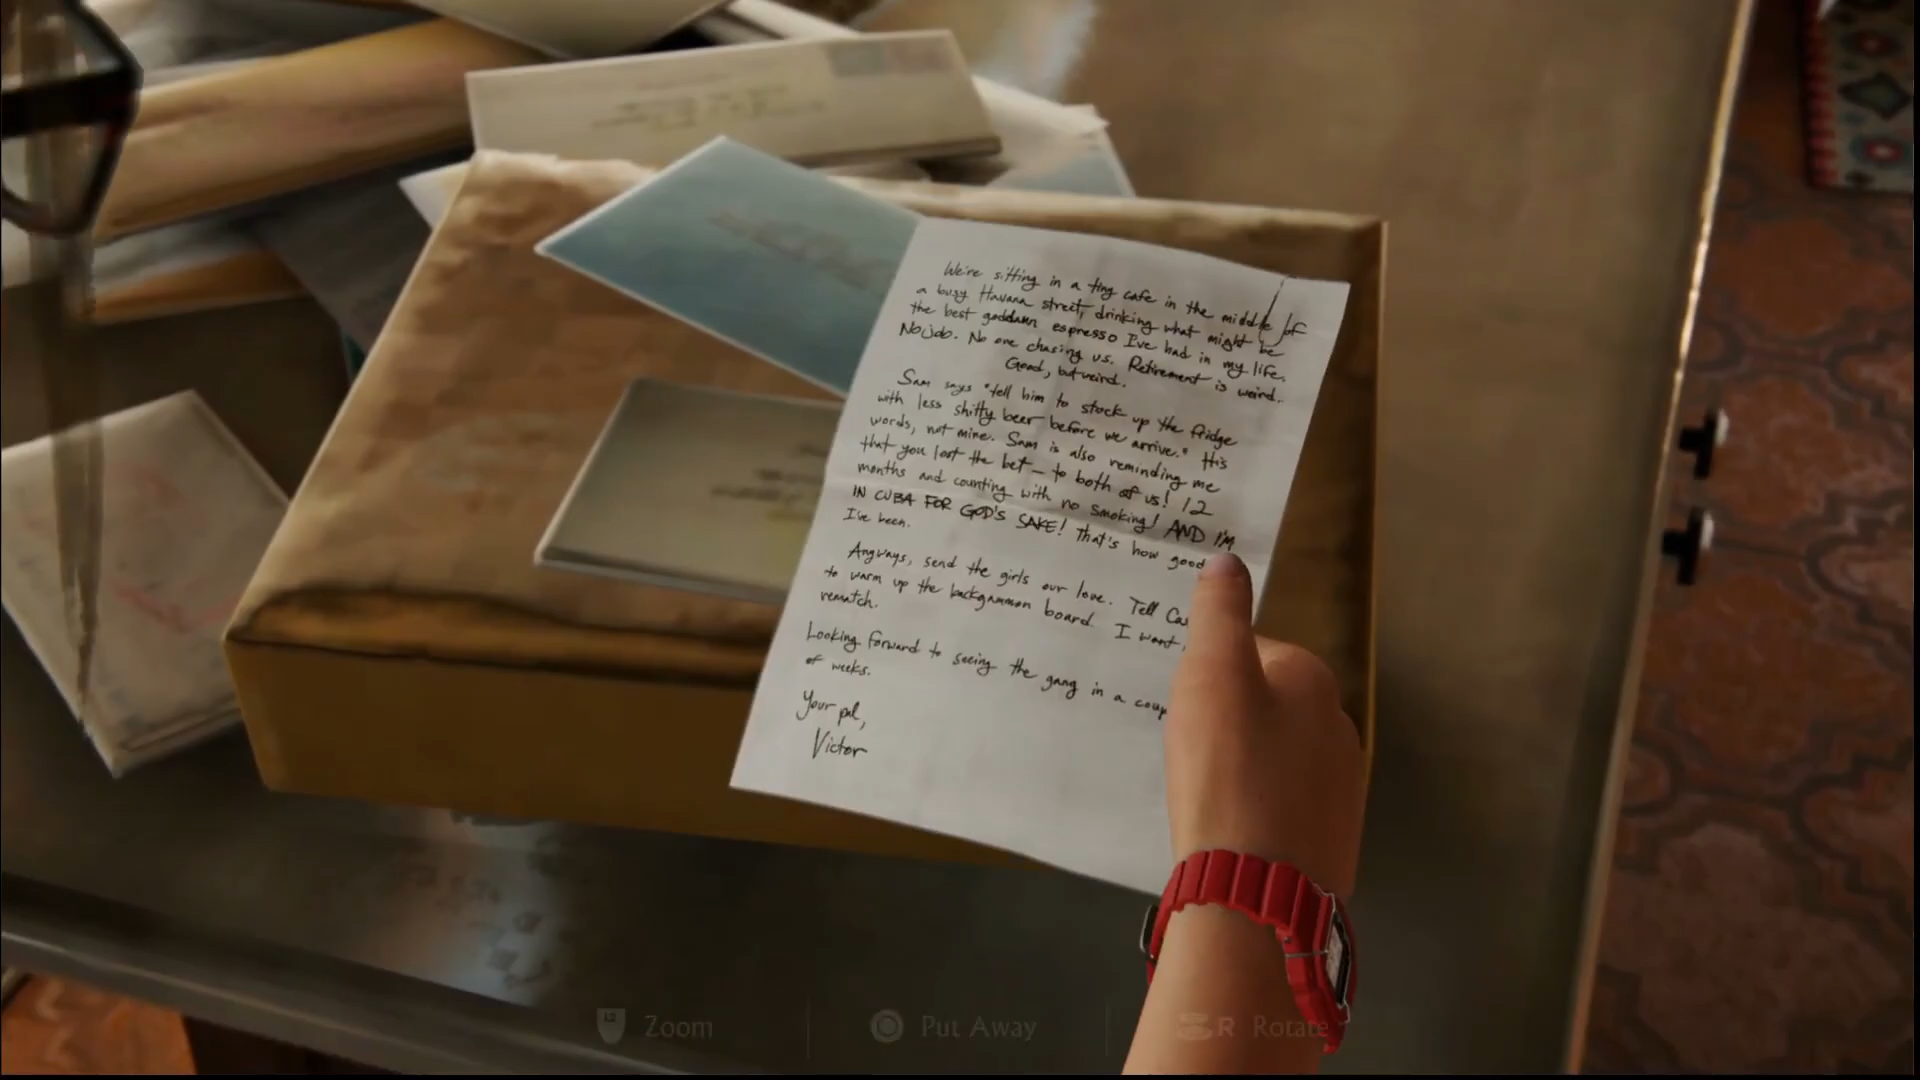 We're sitting in a tiny cafe in the middle of
a busy Havana street, drinking what might be
the best goddamn espresso I've had in my life.
No job. No one chasing us. Retirement is weird.
Good, but weird.
Sam says "tell him to stock up the fridge
with less shitty beer before we arrive." His
words, not mine. Sam is also reminding me
that you lost the bet – to both of us! 12
months and counting with no smoking! AND I'M
IN CUBA FOR GOD'S SAKE! That's how good
I've been.
Anyways, send the girls our love. Tell
to warm up the backgammon board. I want
rematch.
Looking forward to seeing the gang in a
of weeks.
Your pal,
Victor
L2 Zoom
Put Away
R Rotate